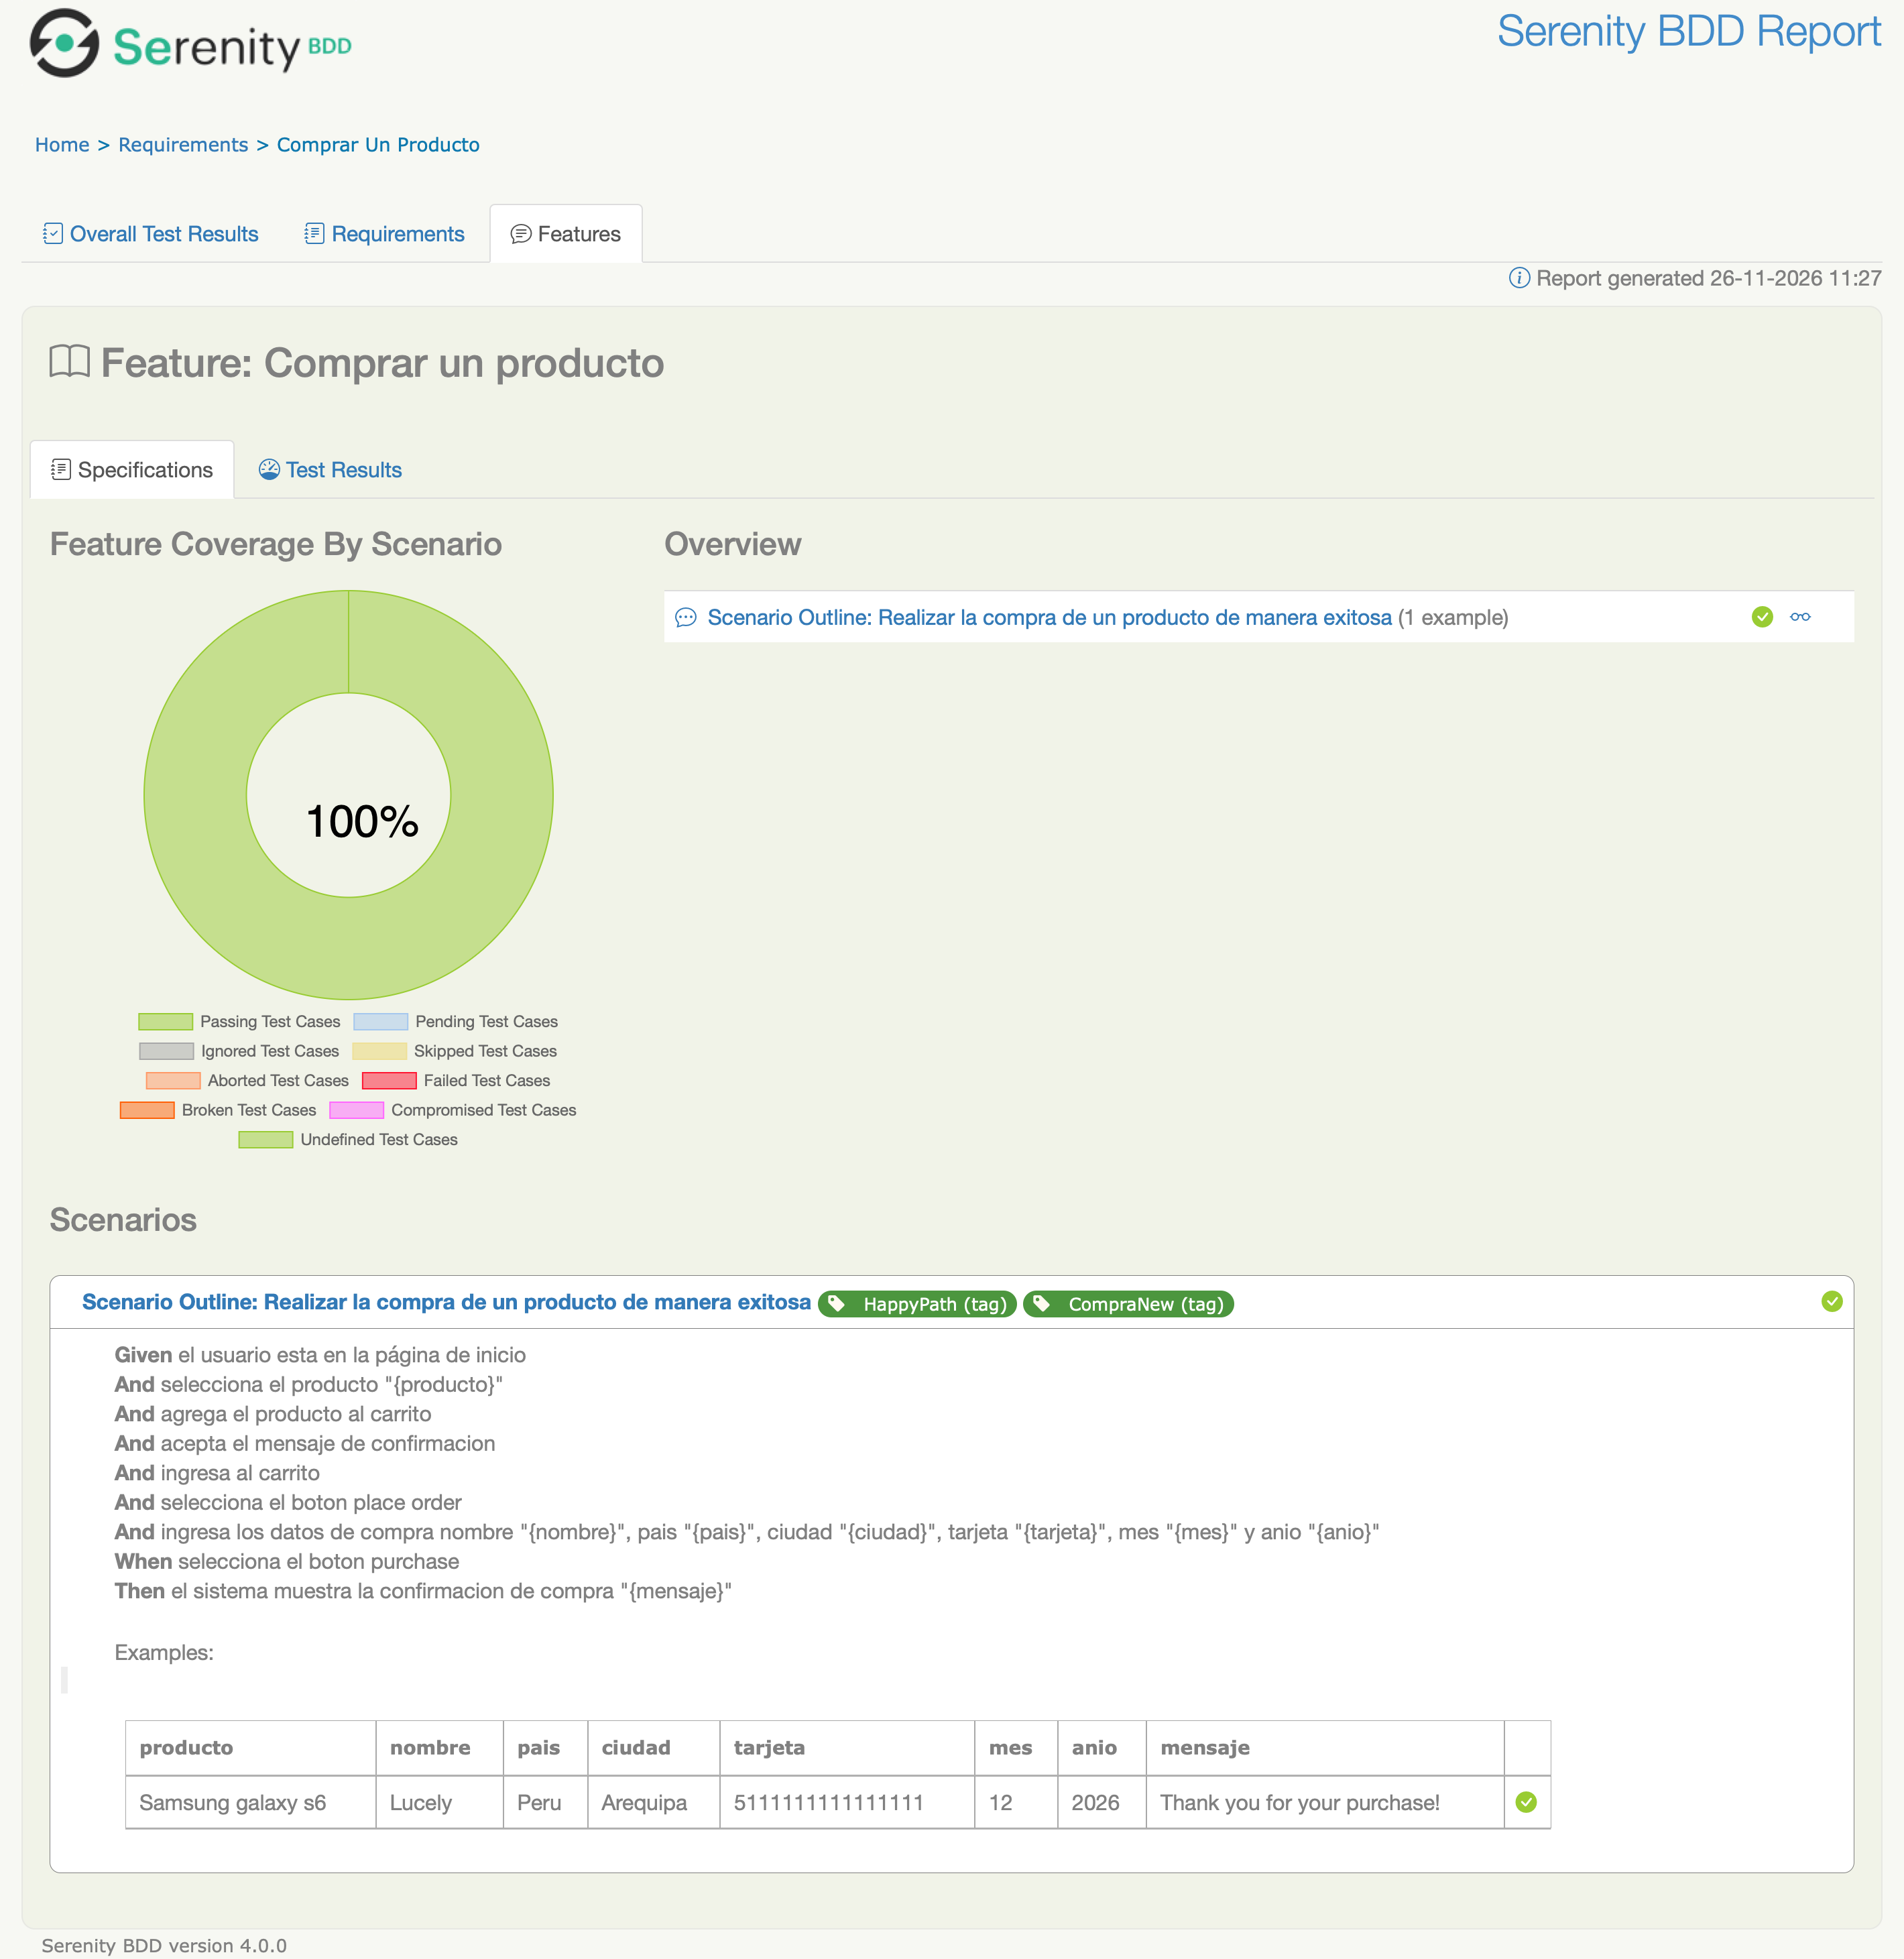 Serenity BDD
Serenity BDD Report
Home > Requirements > Comprar Un Producto
Overall Test Results Requirements Features
Report generated 26-11-2026 11:27
Feature: Comprar un producto
Specifications Test Results
Feature Coverage By Scenario
Overview
Scenario Outline: Realizar la compra de un producto de manera exitosa (1 example)
100%
Passing Test Cases Pending Test Cases
Ignored Test Cases Skipped Test Cases
Aborted Test Cases Failed Test Cases
Broken Test Cases Compromised Test Cases
Undefined Test Cases
Scenarios
Scenario Outline: Realizar la compra de un producto de manera exitosa HappyPath (tag) CompraNew (tag)
Given el usuario esta en la página de inicio
And selecciona el producto "{producto}"
And agrega el producto al carrito
And acepta el mensaje de confirmacion
And ingresa al carrito
And selecciona el boton place order
And ingresa los datos de compra nombre "{nombre}", pais "{pais}", ciudad "{ciudad}", tarjeta "{tarjeta}", mes "{mes}" y anio "{anio}"
When selecciona el boton purchase
Then el sistema muestra la confirmacion de compra "{mensaje}"
Examples:
producto nombre pais ciudad tarjeta mes anio mensaje
Samsung galaxy s6 Lucely Peru Arequipa 5111111111111111 12 2026 Thank you for your purchase!
Serenity BDD version 4.0.0